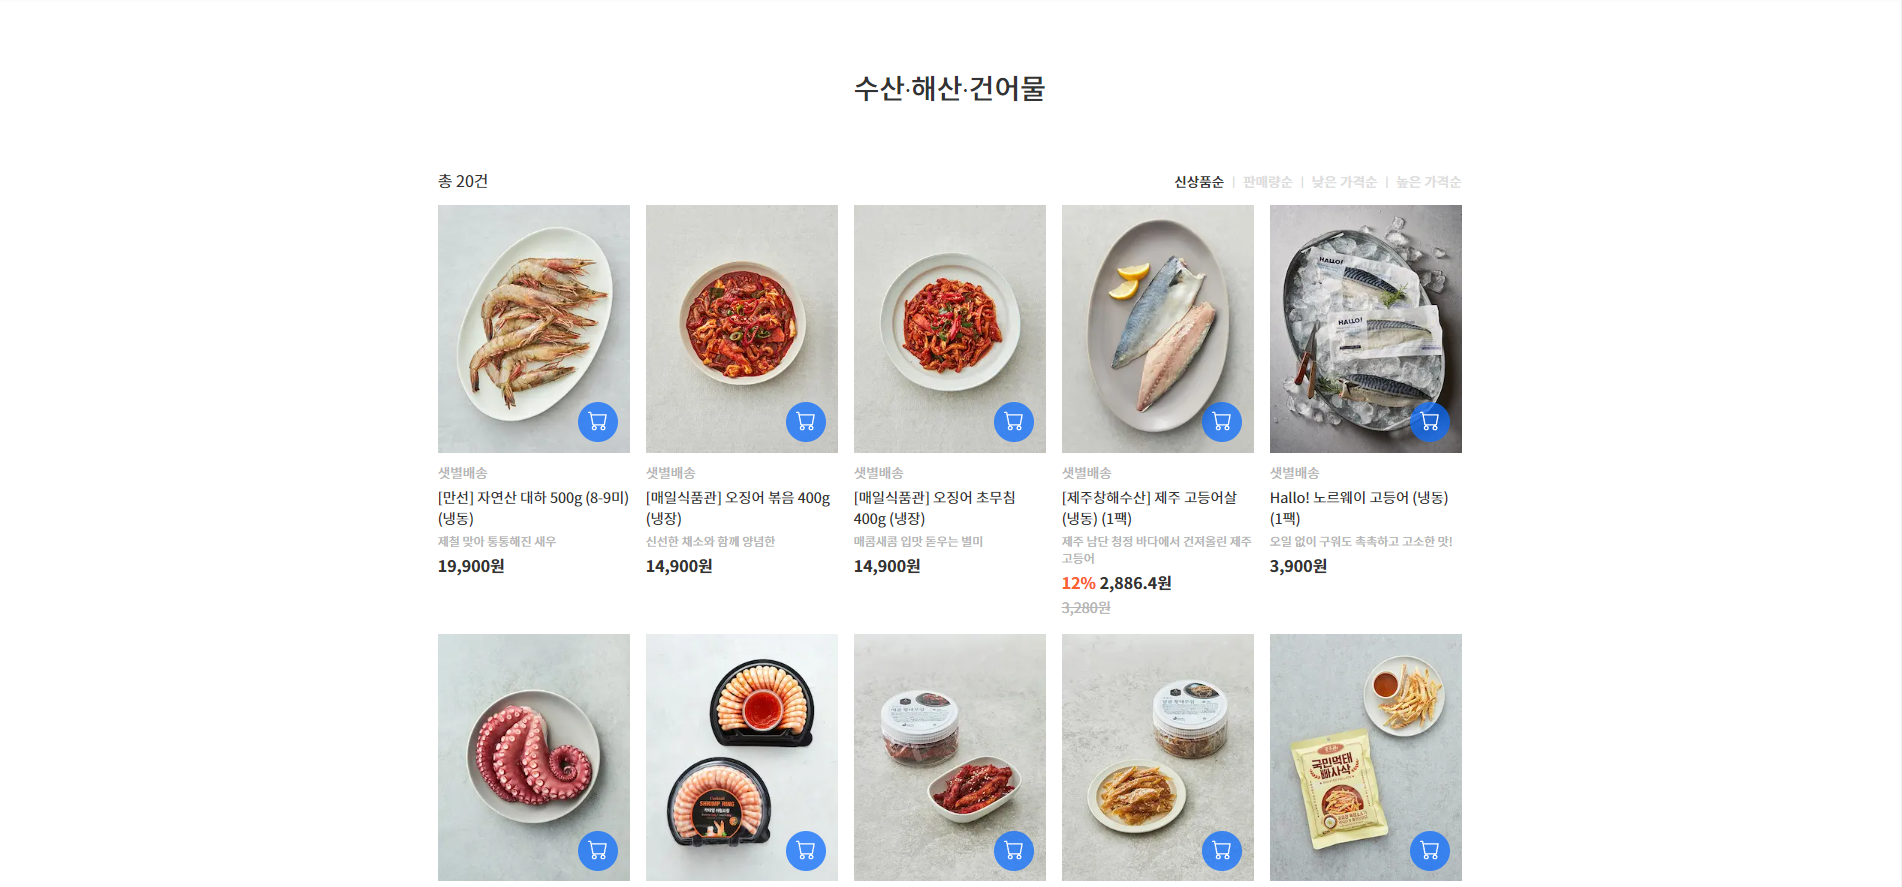 수산·해산·건어물
총 20건
신상품순 | 판매량순 | 낮은 가격순 | 높은 가격순
HALLO!
HALLO!
샛별배송
[만선] 자연산 대하 500g (8-9미)
(냉동)
제철 맞아 통통해진 새우
19,900원
샛별배송
[매일식품관] 오징어 볶음 400g
(냉장)
신선한 채소와 함께 양념한
14,900원
샛별배송
[매일식품관] 오징어 초무침
400g (냉장)
매콤새콤 입맛 돋우는 별미
14,900원
샛별배송
[제주창해수산] 제주 고등어살
(냉동) (1팩)
제주 남단 청정 바다에서 건져올린 제주
고등어
12% 2,886.4원
3,280원
샛별배송
Hallo! 노르웨이 고등어 (냉동)
(1팩)
오일 없이 구워도 촉촉하고 고소한 맛!
3,900원
SHRIMP RING
국민먹태
빠사삭